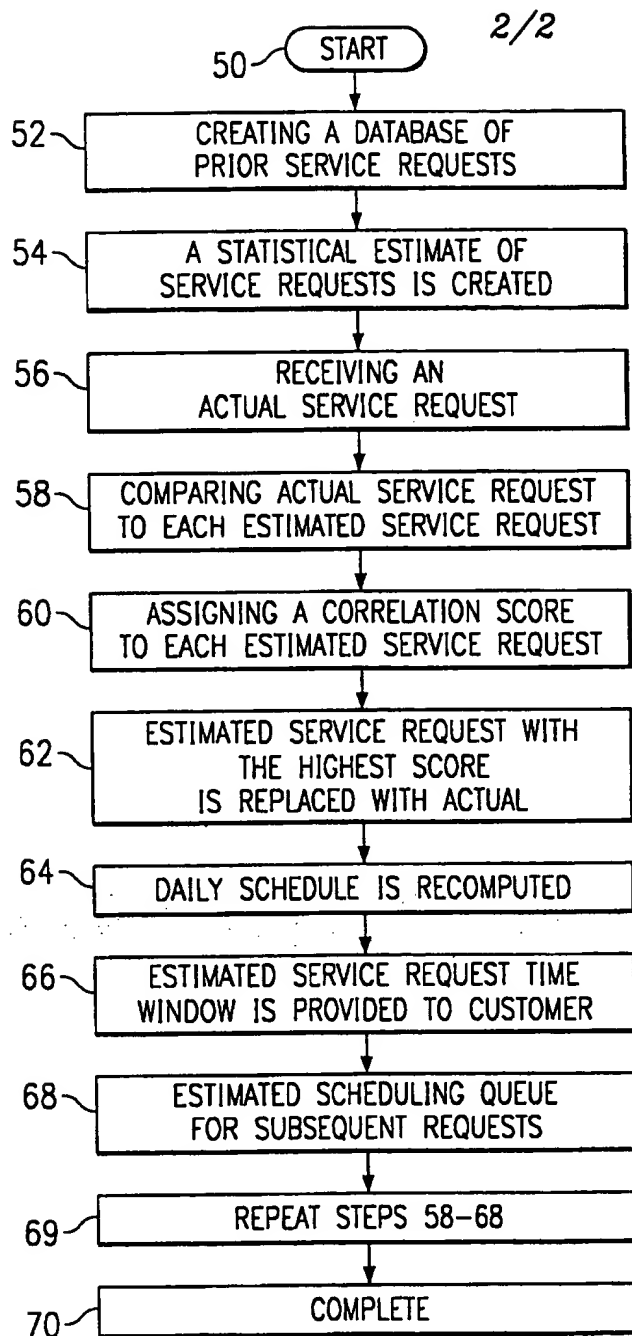 2/2
50 START
52 CREATING A DATABASE OF
PRIOR SERVICE REQUESTS
54 A STATISTICAL ESTIMATE OF
SERVICE REQUESTS IS CREATED
56 RECEIVING AN
ACTUAL SERVICE REQUEST
58 COMPARING ACTUAL SERVICE REQUEST
TO EACH ESTIMATED SERVICE REQUEST
60 ASSIGNING A CORRELATION SCORE
TO EACH ESTIMATED SERVICE REQUEST
62 ESTIMATED SERVICE REQUEST WITH
THE HIGHEST SCORE
IS REPLACED WITH ACTUAL
64 DAILY SCHEDULE IS RECOMPUTED
66 ESTIMATED SERVICE REQUEST TIME
WINDOW IS PROVIDED TO CUSTOMER
68 ESTIMATED SCHEDULING QUEUE
FOR SUBSEQUENT REQUESTS
69 REPEAT STEPS 58-68
70 COMPLETE